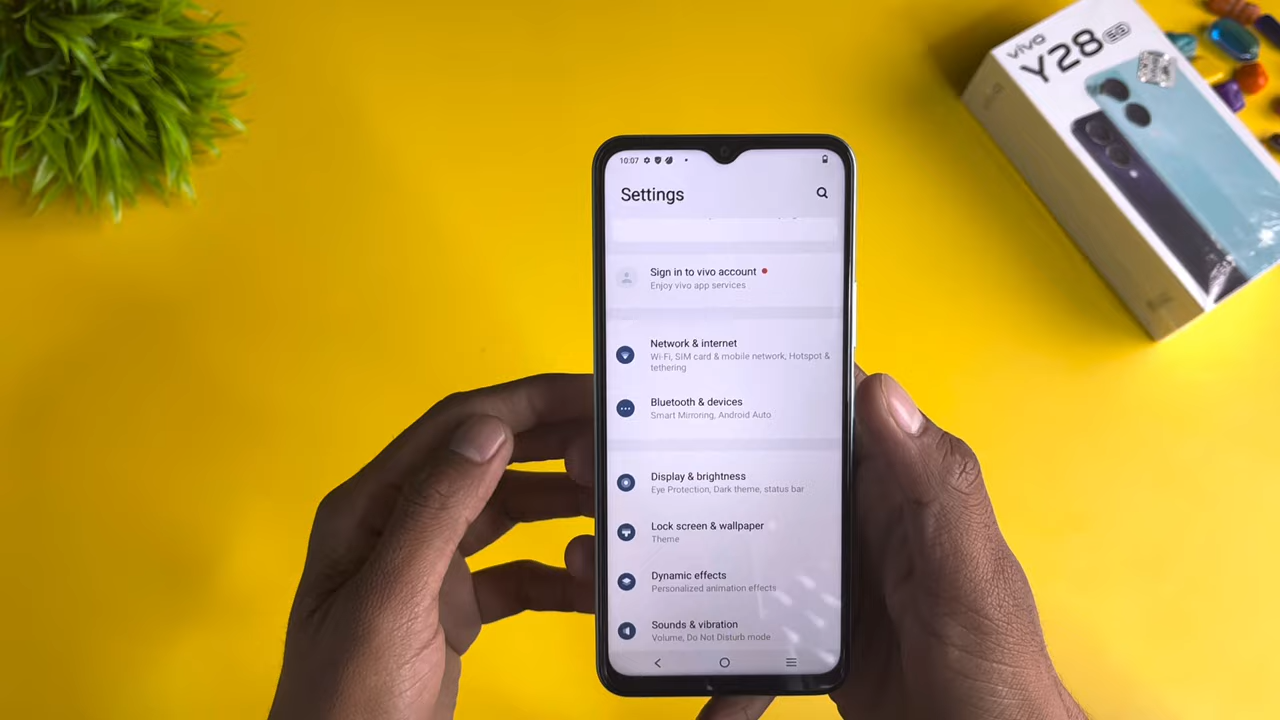 vivo
Y28 5G
10:07
Settings
Sign in to vivo account
Enjoy vivo app services
Network & internet
Wi-Fi, SIM card & mobile network, Hotspot &
tethering
Bluetooth & devices
Smart Mirroring, Android Auto
Display & brightness
Eye Protection, Dark theme, status bar
Lock screen & wallpaper
Theme
Dynamic effects
Personalized animation effects
Sounds & vibration
Volume, Do Not Disturb mode